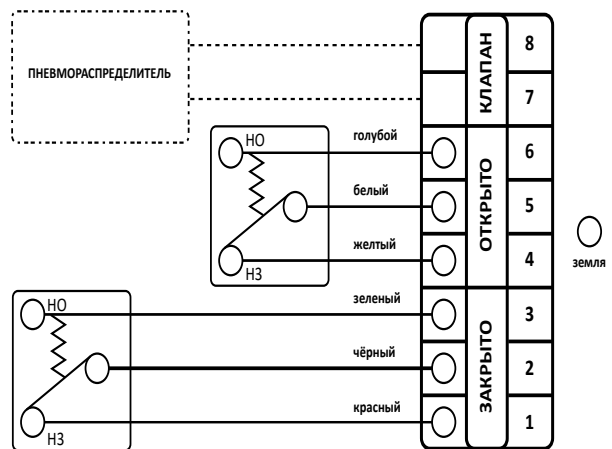 ПНЕВМОРАСПРЕДЕЛИТЕЛЬ
КЛАПАН
8
7
НО
голубой
6
белый
ОТКРЫТО
5
желтый
4
НЗ
земля
НО
зеленый
3
чёрный
ЗАКРЫТО
2
красный
1
НЗ